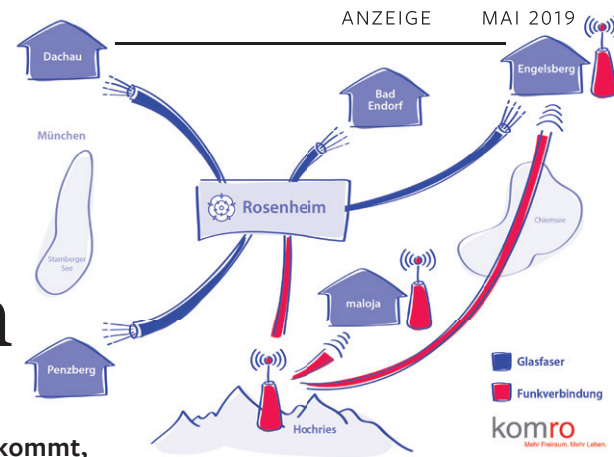 ANZEIGE MAI 2019
Dachau
Engelsberg
Bad
Endorf
München
Rosenheim
Chiemsee
Starnberger
See
maloja
Penzberg
Glasfaser
Funkverbindung
Hochries
komro
Mehr Freiraum. Mehr Leben.
kommt,